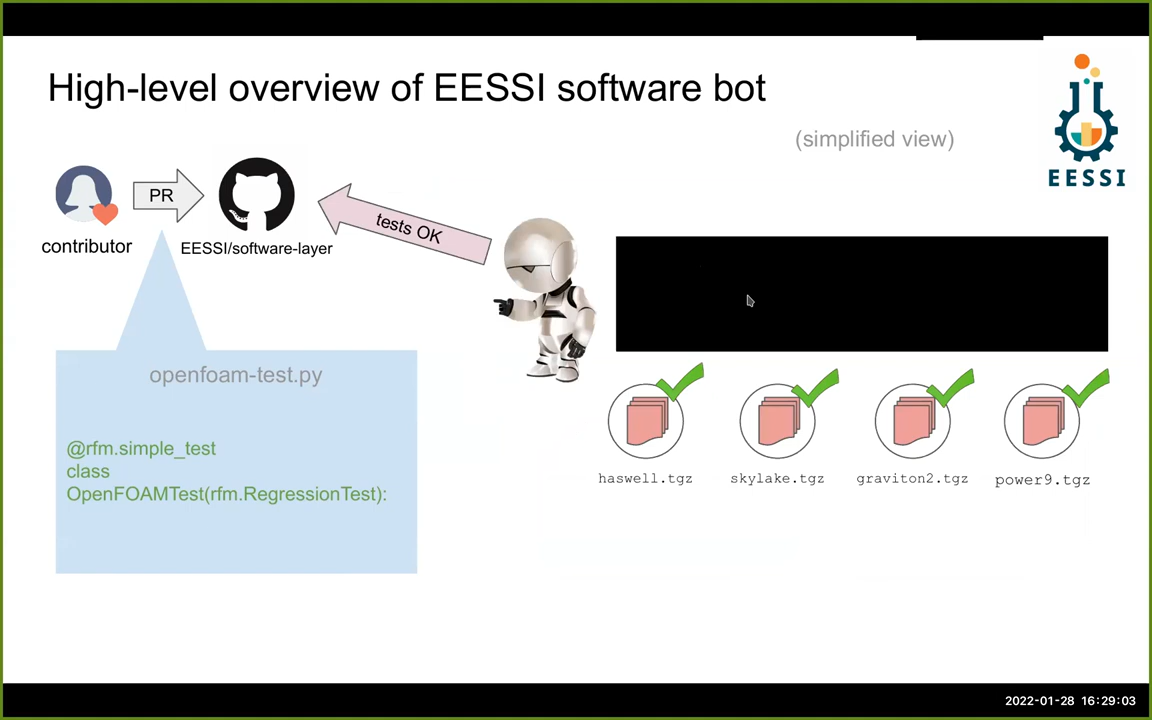 High-level overview of EESSI software bot
(simplified view)
EESSI
PR
tests OK
contributor
EESSI/software-layer
openfoam-test.py
@rfm.simple_test
class
OpenFOAMTest(rfm.RegressionTest):
haswell.tgz
skylake.tgz
graviton2.tgz
power9.tgz
2022-01-28 16:29:03